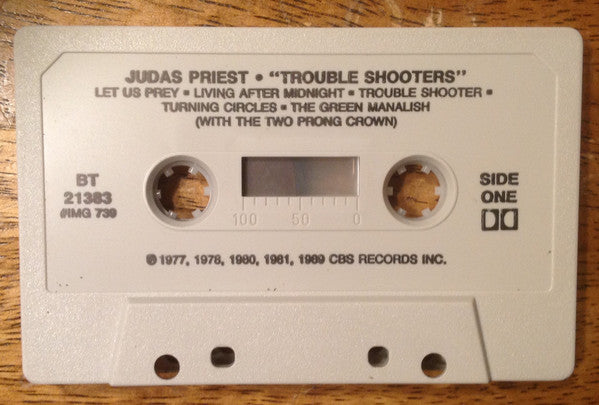 JUDAS PRIEST • "TROUBLE SHOOTERS"
LET US PREY • LIVING AFTER MIDNIGHT • TROUBLE SHOOTER •
TURNING CIRCLES • THE GREEN MANALISH
(WITH THE TWO PRONG CROWN)
BT
21383
//IMG 739
SIDE
ONE
100 50 0
℗ 1977, 1978, 1980, 1981, 1989 CBS RECORDS INC.